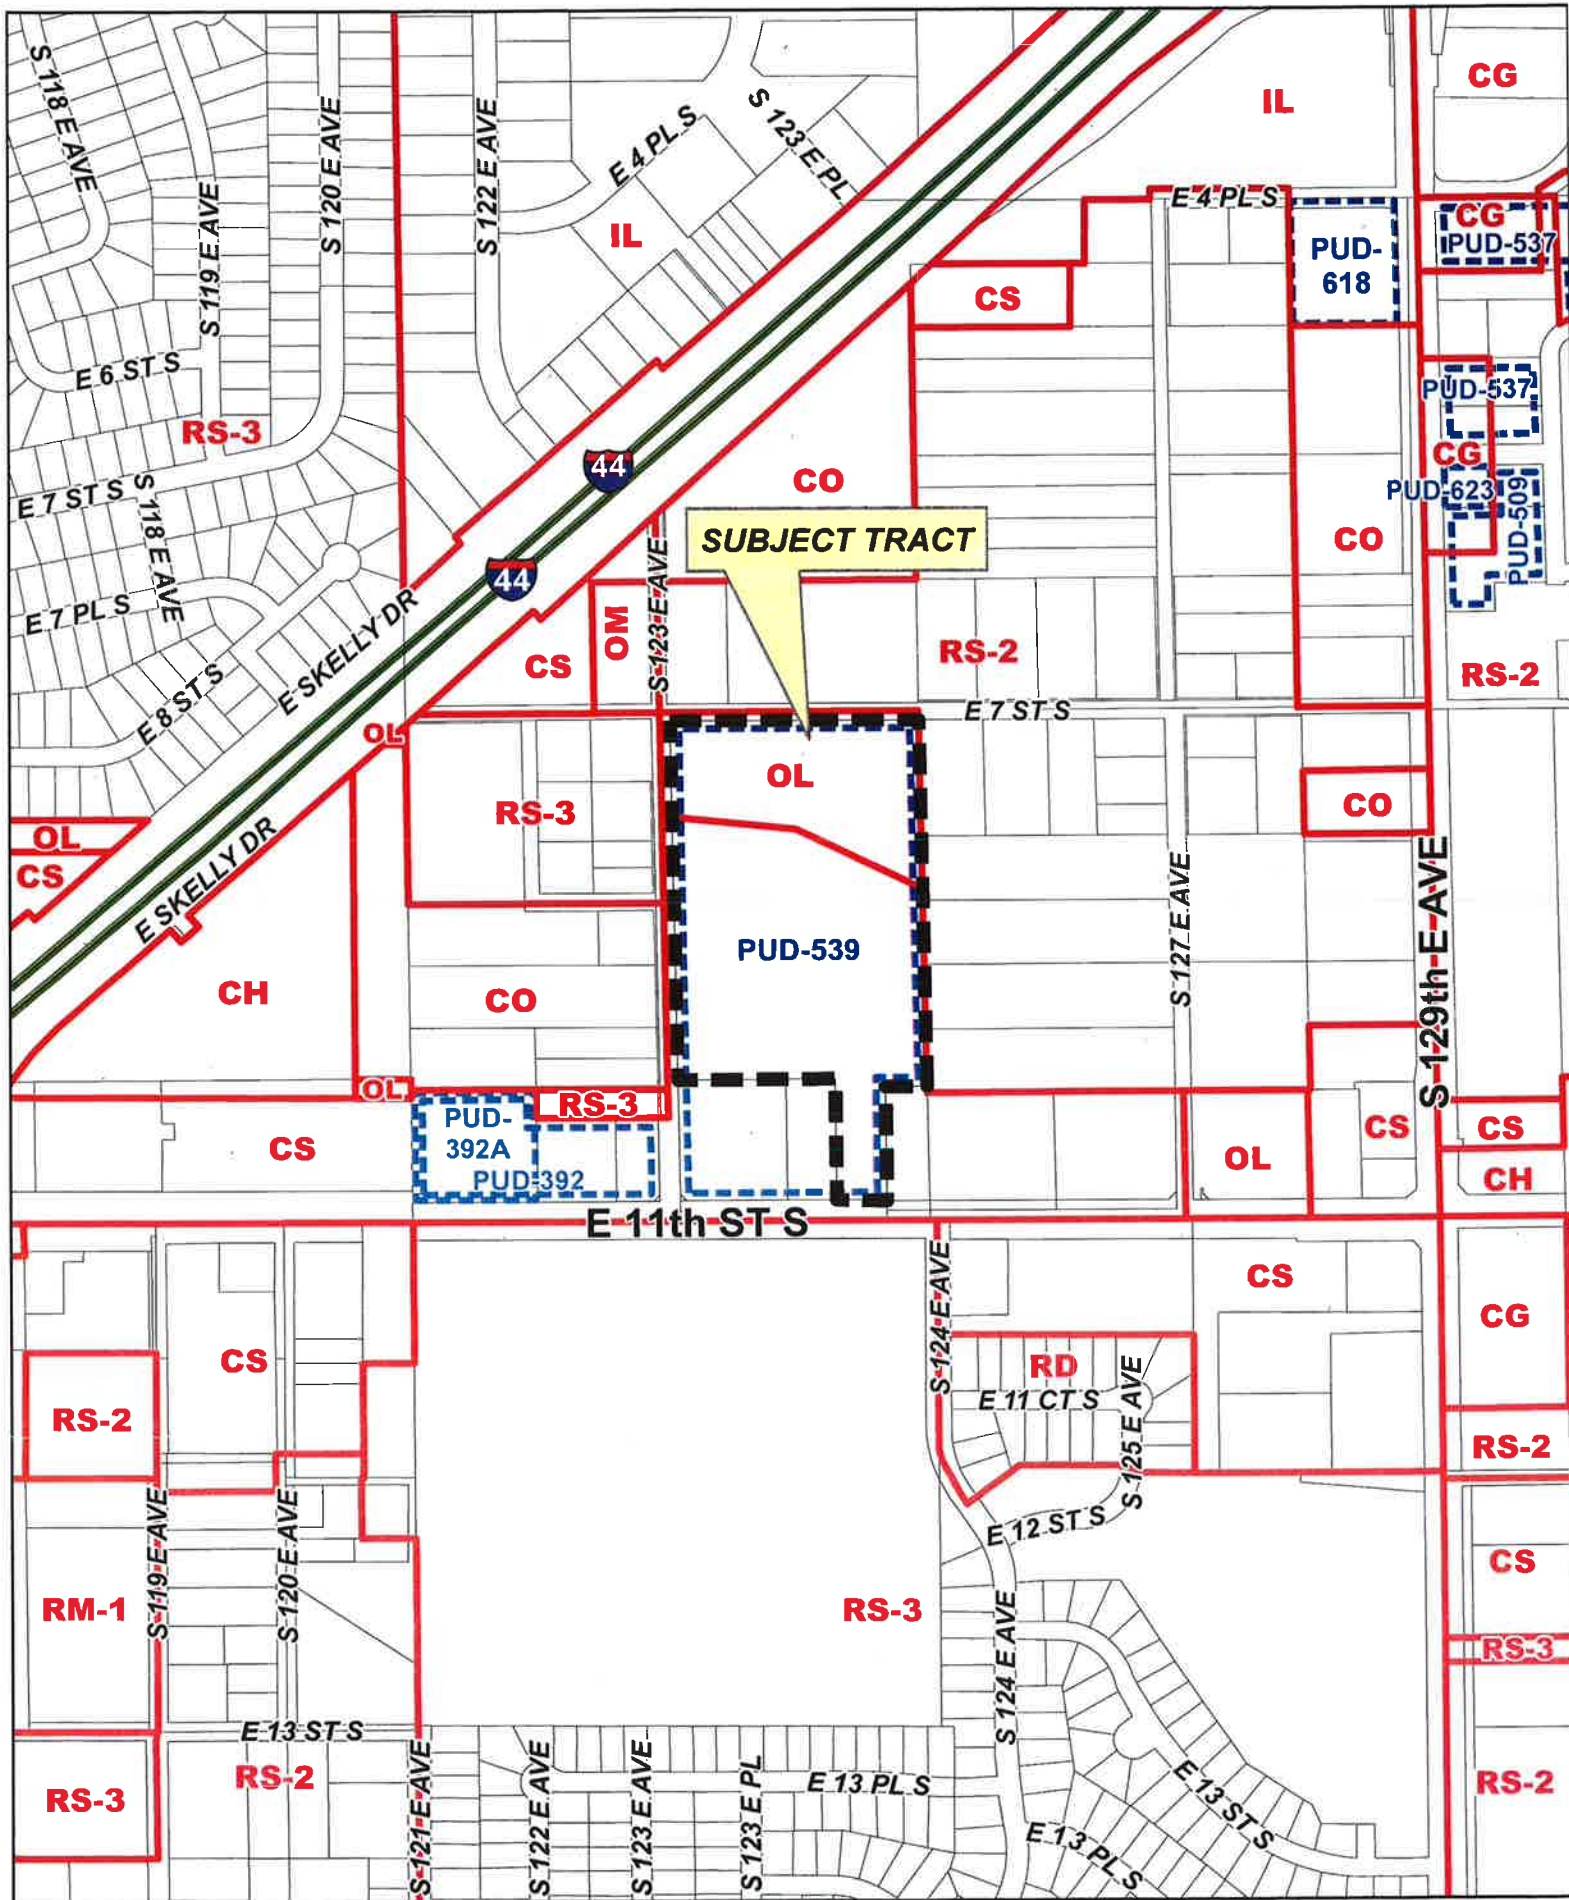 S 118 E AVE
S 119 E AVE
S 120 E AVE
S 122 E AVE
E 4 PL S
S 123 E PL
IL
IL
CG
E 4 PL S
PUD-
618
CG
PUD-537
CS
E 6 ST S
RS-3
E 7 ST S
S 118 E AVE
44
44
CO
CO
PUD-537
CG
PUD-623
PUD-509
SUBJECT TRACT
E 7 PL S
E 8 ST S
E SKELLY DR
CS
OM
S 123 E AVE
RS-2
RS-2
E 7 ST S
OL
OL
RS-3
CO
OL
CS
E SKELLY DR
CH
CO
PUD-539
S 127 E AVE
S 129th E AVE
OL
RS-3
PUD-
392A
PUD-392
CS
OL
CS
CS
CH
E 11th ST S
CS
RS-2
S 124 E AVE
CS
CG
RD
E 11 CT S
S 125 E AVE
RS-2
E 12 ST S
S 119 E AVE
S 120 E AVE
RM-1
RS-3
S 124 E AVE
CS
RS-3
E 13 ST S
RS-3
RS-2
S 121 E AVE
S 122 E AVE
S 123 E AVE
S 123 E PL
E 13 PL S
E 13 ST S
E 13 PL S
RS-2